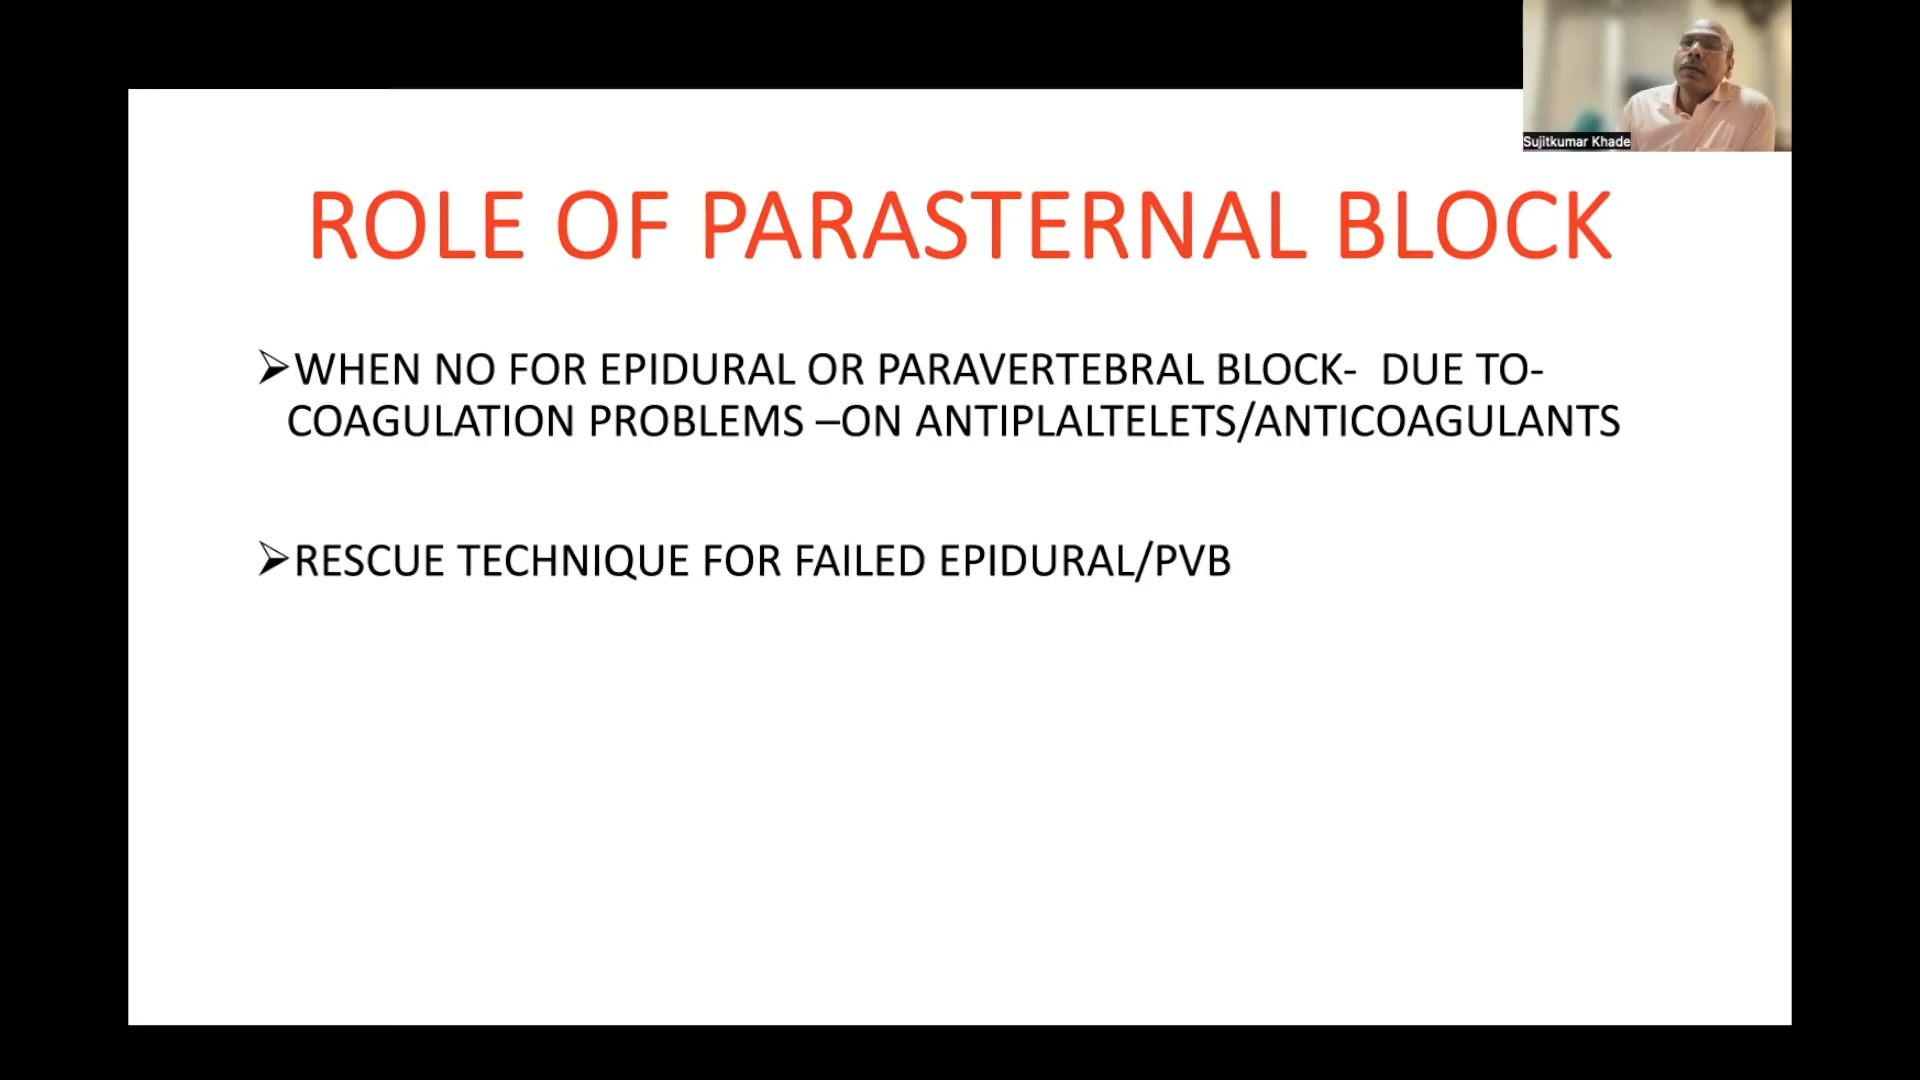 Sujitkumar Khade
ROLE OF PARASTERNAL BLOCK
➢WHEN NO FOR EPIDURAL OR PARAVERTEBRAL BLOCK- DUE TO-
COAGULATION PROBLEMS –ON ANTIPLALTELETS/ANTICOAGULANTS
➢RESCUE TECHNIQUE FOR FAILED EPIDURAL/PVB